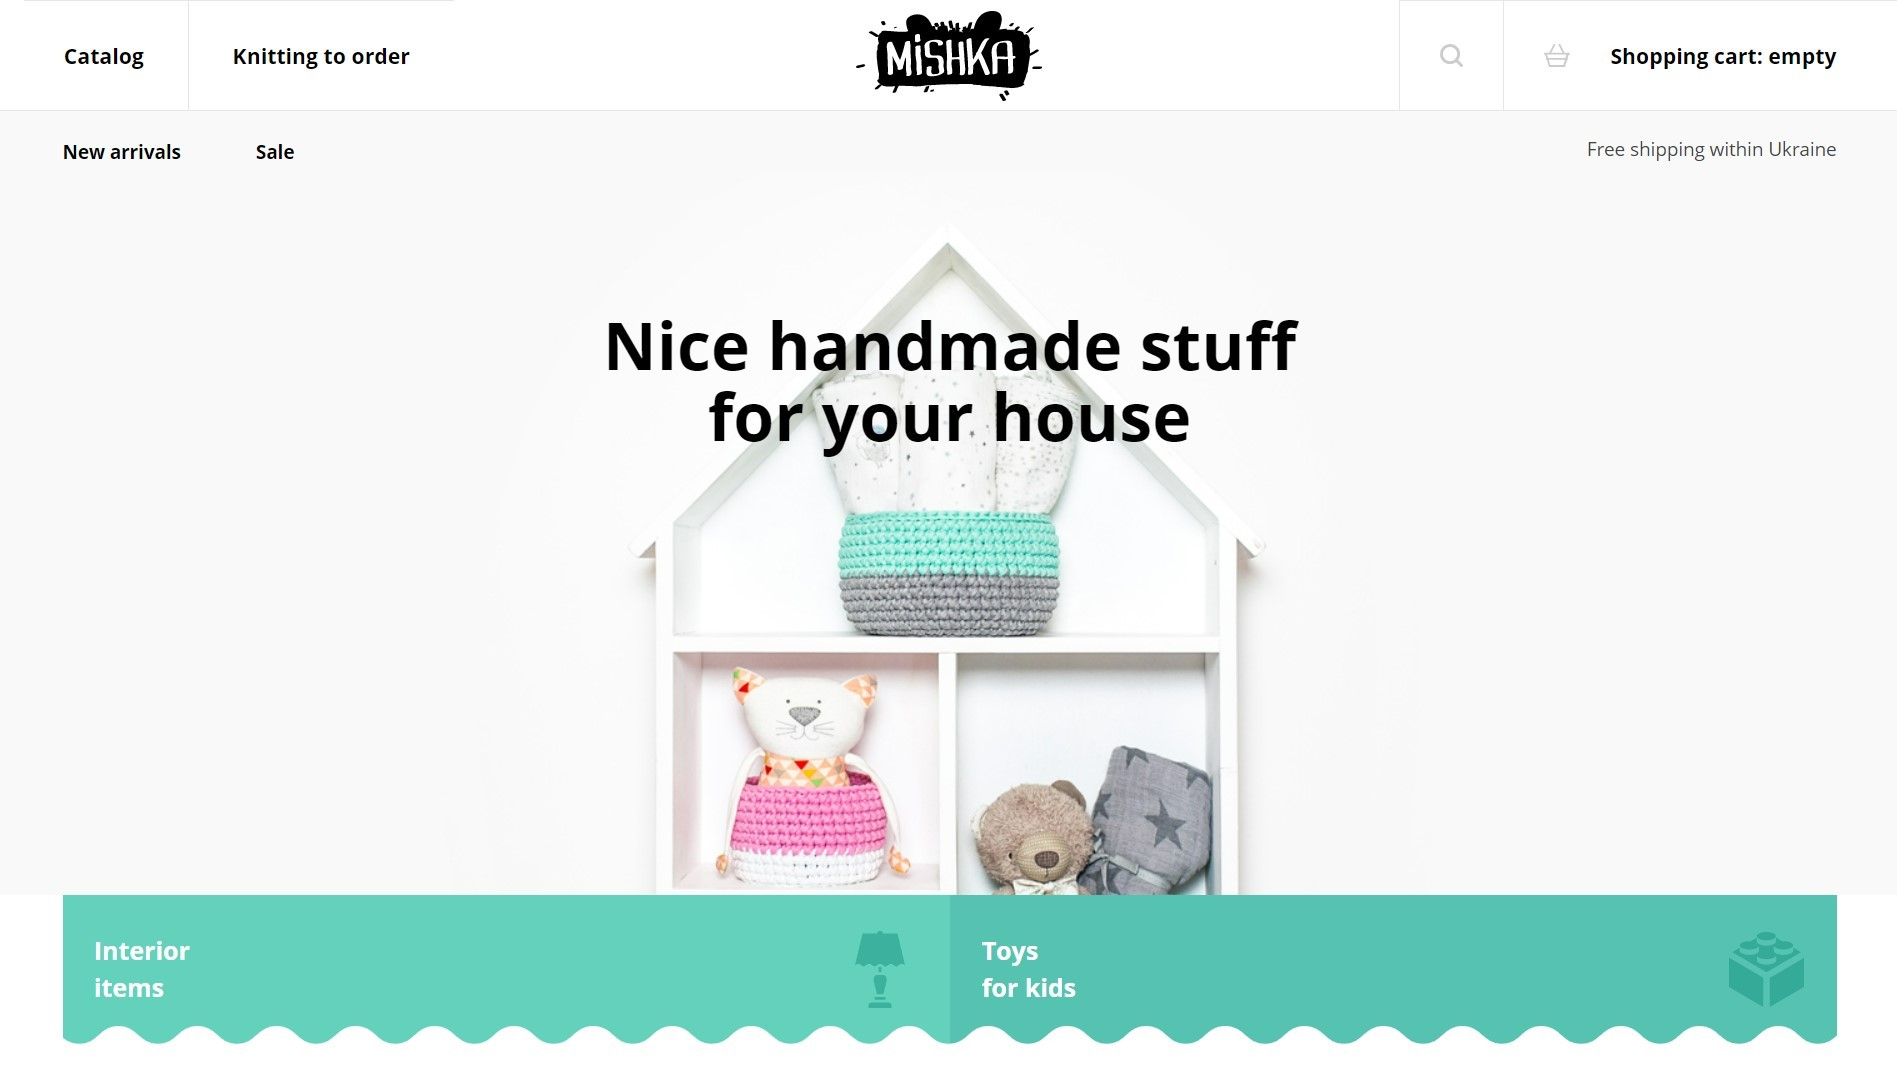 Catalog
Knitting to order
MiSHKA
Shopping cart: empty
New arrivals
Sale
Free shipping within Ukraine
Nice handmade stuff
for your house
Interior
items
Toys
for kids